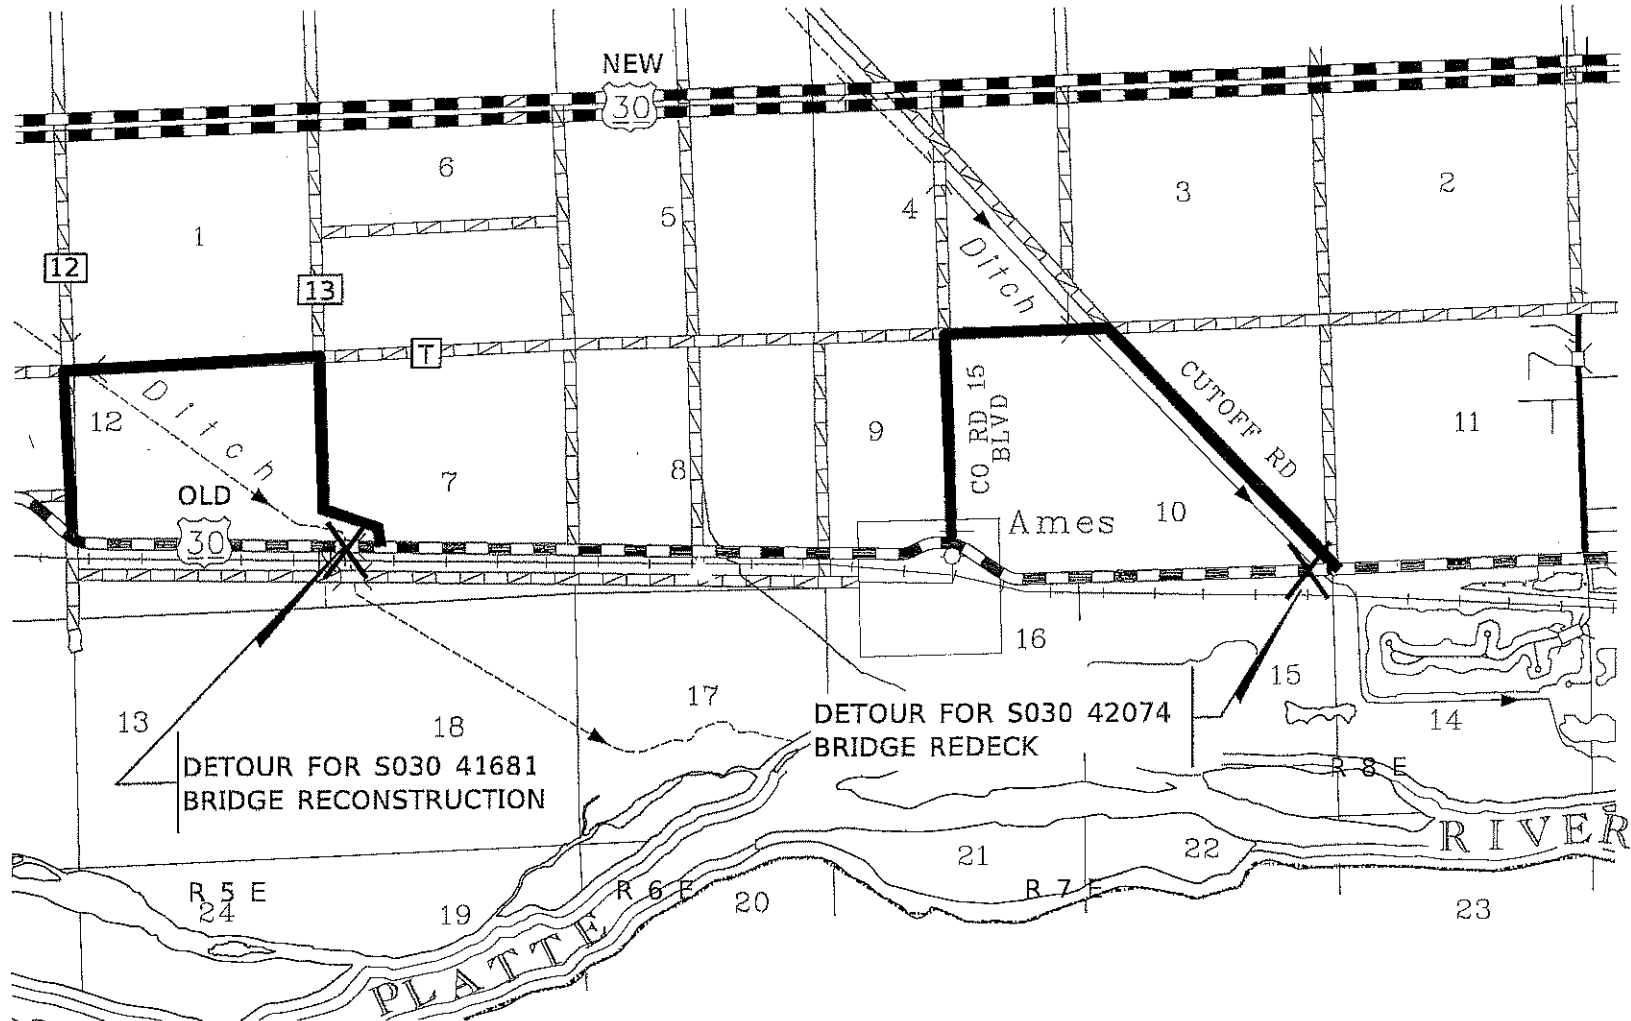 NEW
30
6
5
4
3
2
1
12
13
T
Ditch
CO RD 15
BLVD
CUTOFF RD
12
Ditch
7
8
9
10
11
OLD
30
Ames
13
18
17
16
15
14
DETOUR FOR S030 42074
BRIDGE REDECK
DETOUR FOR S030 41681
BRIDGE RECONSTRUCTION
R 8 E
RIVER
21
22
R 5 E
24
19
R 6 E
20
R 7 E
23
PLATTE